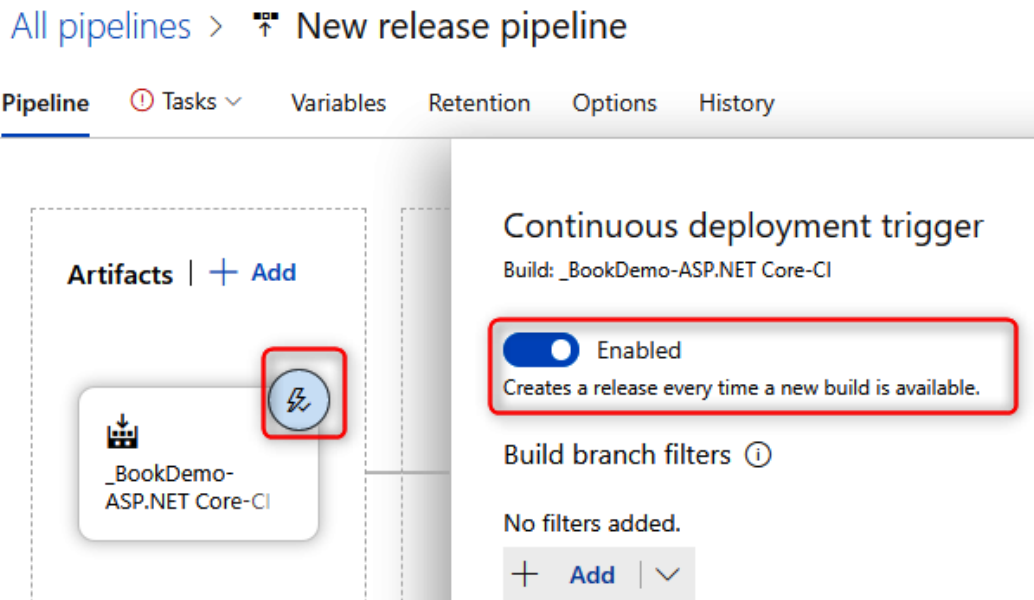 All pipelines > New release pipeline
Pipeline Tasks Variables Retention Options History
Artifacts | + Add
_BookDemo-
ASP.NET Core-CI
Continuous deployment trigger
Build: _BookDemo-ASP.NET Core-CI
Enabled
Creates a release every time a new build is available.
Build branch filters
No filters added.
+ Add